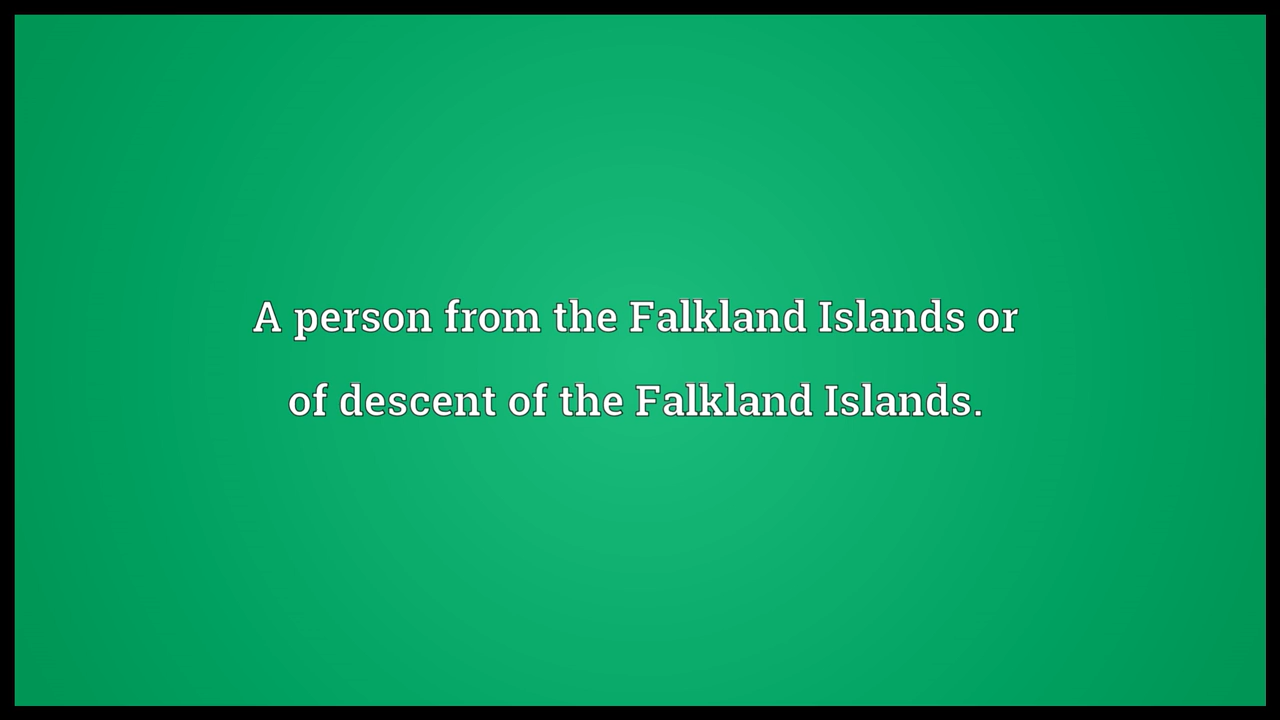 A person from the Falkland Islands or
of descent of the Falkland Islands.